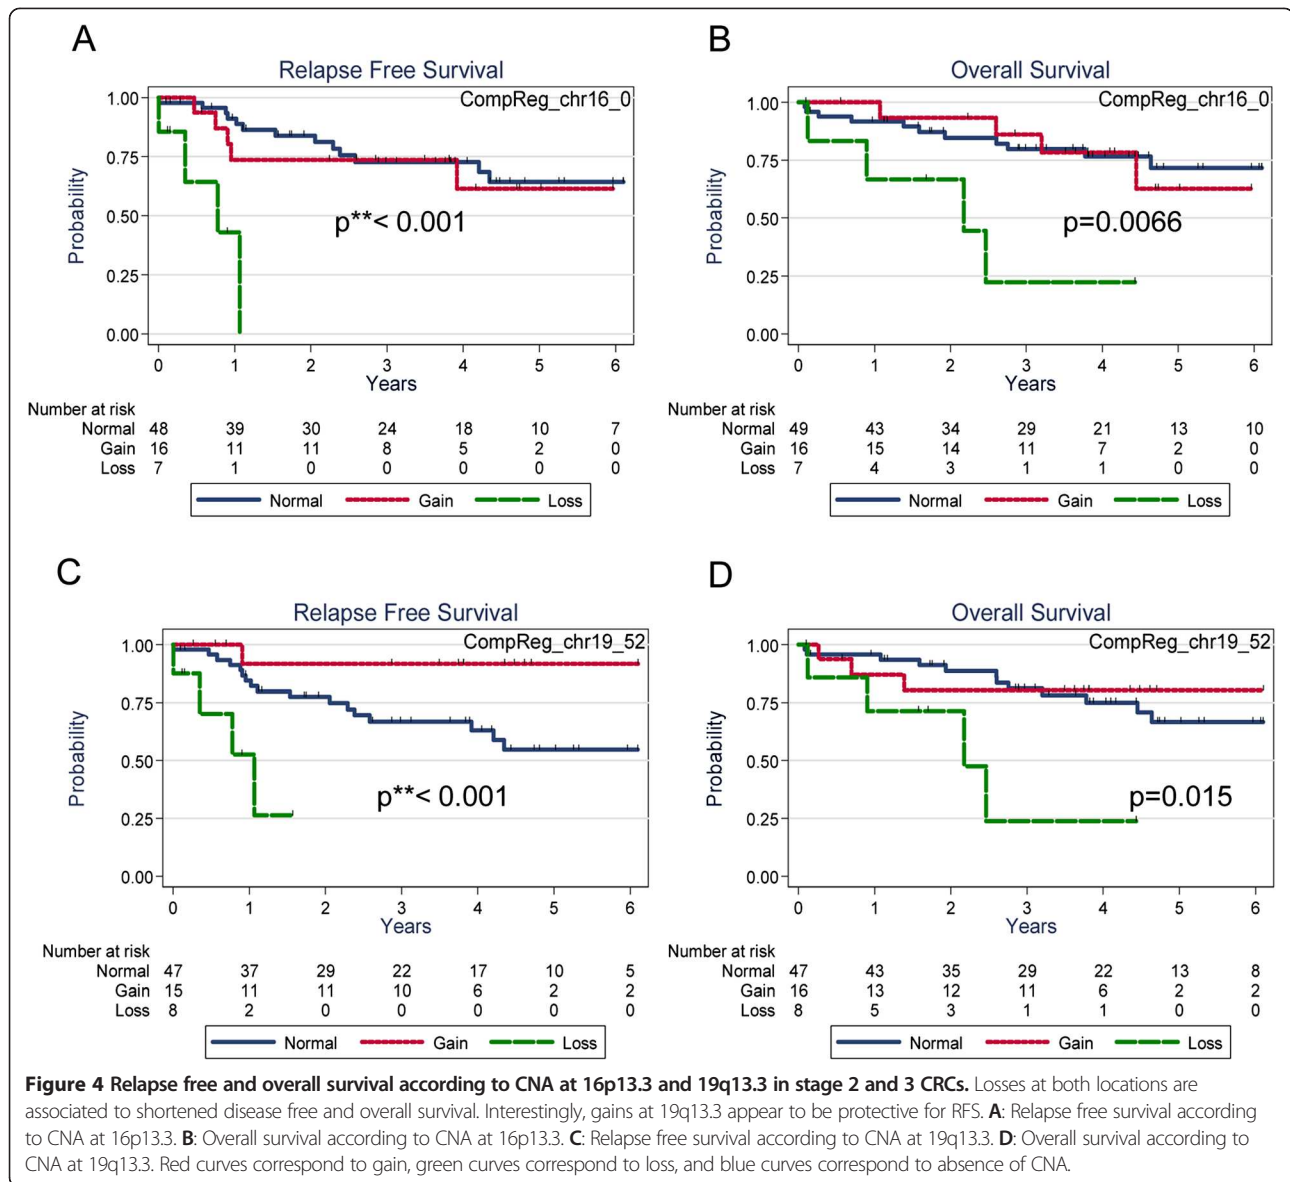 A
Relapse Free Survival
CompReg_chr16_0
1.00
0.75
0.50
0.25
0.00
Probability
p**< 0.001
0 1 2 3 4 5 6
Years
Number at risk
Normal 48 39 30 24 18 10 7
Gain 16 11 11 8 5 2 0
Loss 7 1 0 0 0 0 0
Normal Gain Loss
B
Overall Survival
CompReg_chr16_0
1.00
0.75
0.50
0.25
0.00
Probability
p=0.0066
0 1 2 3 4 5 6
Years
Number at risk
Normal 49 43 34 29 21 13 10
Gain 16 15 14 11 7 2 0
Loss 7 4 3 1 1 0 0
Normal Gain Loss
C
Relapse Free Survival
CompReg_chr19_52
1.00
0.75
0.50
0.25
0.00
Probability
p**< 0.001
0 1 2 3 4 5 6
Years
Number at risk
Normal 47 37 29 22 17 10 5
Gain 15 11 11 10 6 2 2
Loss 8 2 0 0 0 0 0
Normal Gain Loss
D
Overall Survival
CompReg_chr19_52
1.00
0.75
0.50
0.25
0.00
Probability
p=0.015
0 1 2 3 4 5 6
Years
Number at risk
Normal 47 43 35 29 22 13 8
Gain 16 13 12 11 6 2 2
Loss 8 5 3 1 1 0 0
Normal Gain Loss
Figure 4 Relapse free and overall survival according to CNA at 16p13.3 and 19q13.3 in stage 2 and 3 CRCs. Losses at both locations are
associated to shortened disease free and overall survival. Interestingly, gains at 19q13.3 appear to be protective for RFS. A: Relapse free survival according
to CNA at 16p13.3. B: Overall survival according to CNA at 16p13.3. C: Relapse free survival according to CNA at 19q13.3. D: Overall survival according to
CNA at 19q13.3. Red curves correspond to gain, green curves correspond to loss, and blue curves correspond to absence of CNA.